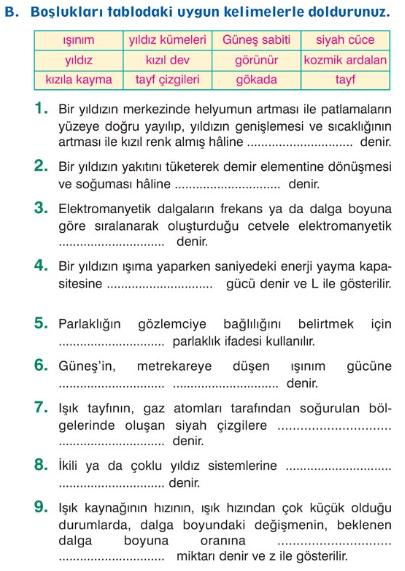 B. Boşlukları tablodaki uygun kelimelerle doldurunuz.
ışınım yıldız kümeleri Güneş sabiti siyah cüce
yıldız kızıl dev görünür kozmik ardalan
kızıla kayma tayf çizgileri gökada tayf
1. Bir yıldızın merkezinde helyumun artması ile patlamaların
yüzeye doğru yayılıp, yıldızın genişlemesi ve sıcaklığının
artması ile kızıl renk almış hâline ............................ denir.
2. Bir yıldızın yakıtını tüketerek demir elementine dönüşmesi
ve soğuması hâline ............................ denir.
3. Elektromanyetik dalgaların frekans ya da dalga boyuna
göre sıralanarak oluşturduğu cetvele elektromanyetik
............................ denir.
4. Bir yıldızın ışıma yaparken saniyedeki enerji yayma kapa-
sitesine ............................ gücü denir ve L ile gösterilir.
5. Parlaklığın gözlemciye bağlılığını belirtmek için
............................ parlaklık ifadesi kullanılır.
6. Güneş'in, metrekareye düşen ışınım gücüne
............................ ............................ denir.
7. Işık tayfının, gaz atomları tarafından soğurulan böl-
gelerinde oluşan siyah çizgilere ............................
............................ denir.
8. İkili ya da çoklu yıldız sistemlerine ............................
............................ denir.
9. Işık kaynağının hızının, ışık hızından çok küçük olduğu
durumlarda, dalga boyundaki değişmenin, beklenen
dalga boyuna oranına ............................
............................ miktarı denir ve z ile gösterilir.